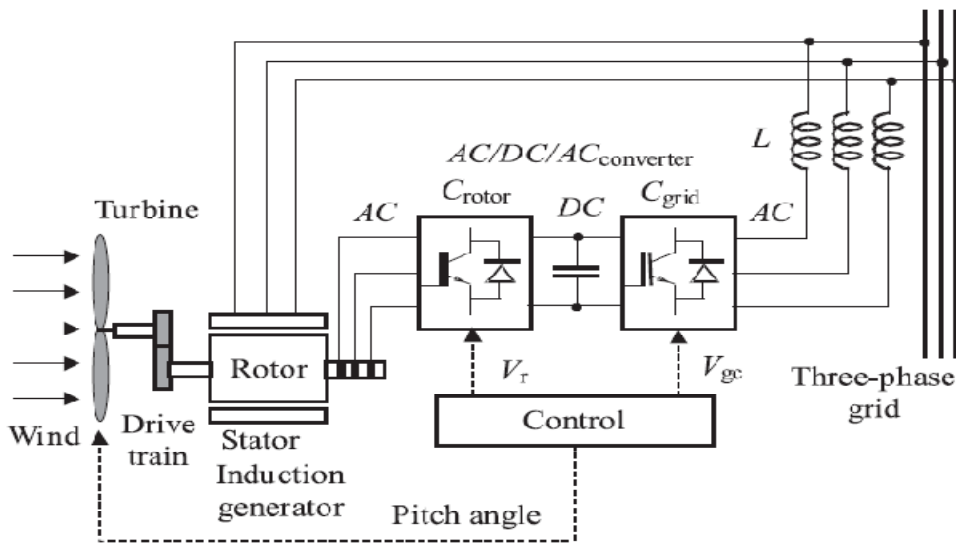 L
AC/DC/ACconverter
Crotor
Cgrid
AC
DC
AC
Turbine
Rotor
Vr
Vgc
Three-phase
grid
Wind
Drive
train
Stator
Induction
generator
Control
Pitch angle